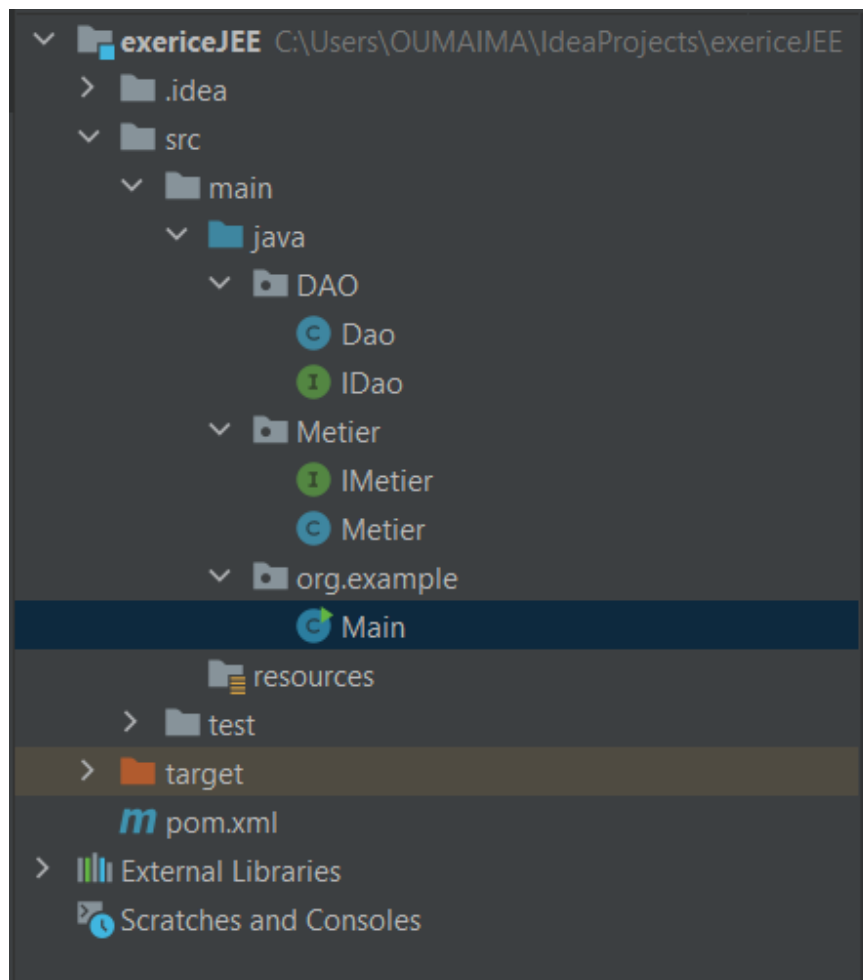 exericeJEE C:\Users\OUMAIMA\IdeaProjects\exericeJEE
.idea
src
main
java
DAO
C Dao
I IDao
Metier
I IMetier
C Metier
org.example
C Main
resources
test
target
m pom.xml
External Libraries
Scratches and Consoles